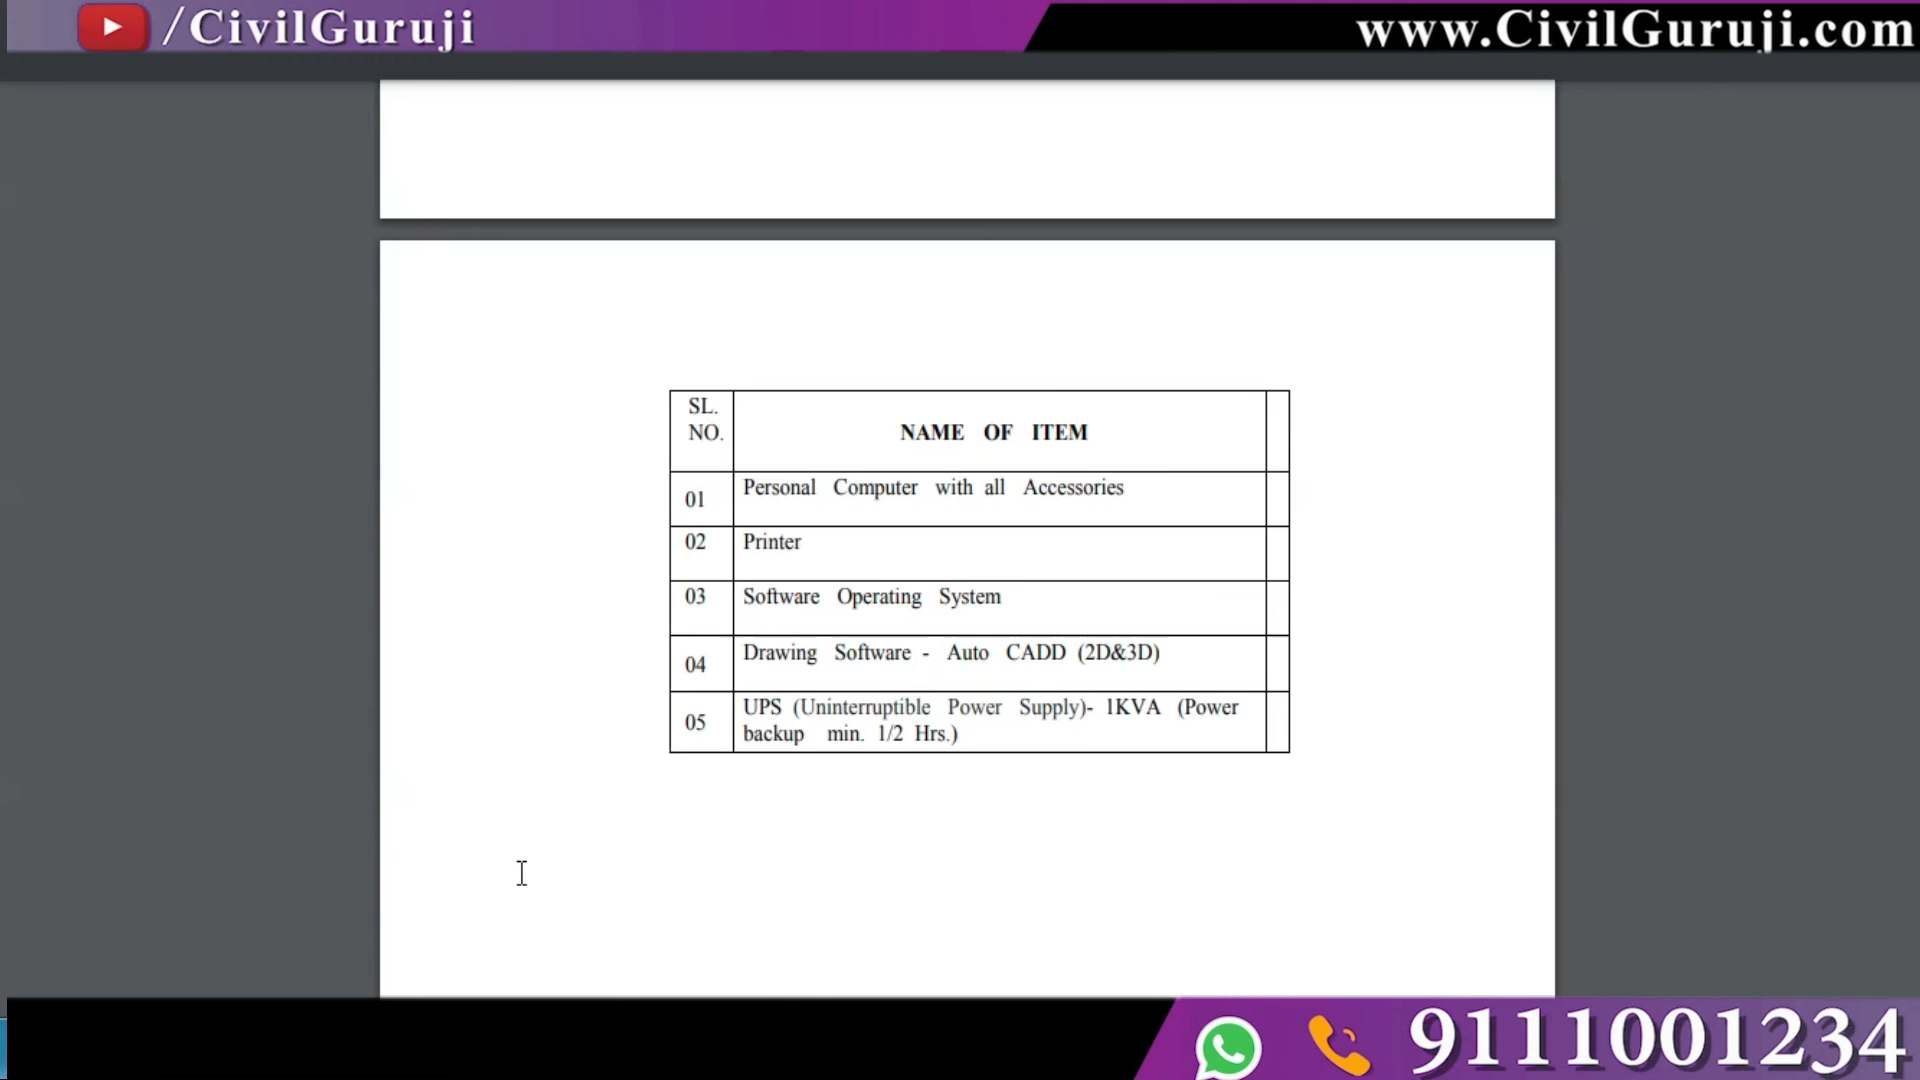 /CivilGuruji
www.CivilGuruji.com
SL.
NO.
NAME OF ITEM
01
Personal Computer with all Accessories
02
Printer
03
Software Operating System
04
Drawing Software - Auto CADD (2D&3D)
05
UPS (Uninterruptible Power Supply)- 1KVA (Power
backup min. 1/2 Hrs.)
9111001234